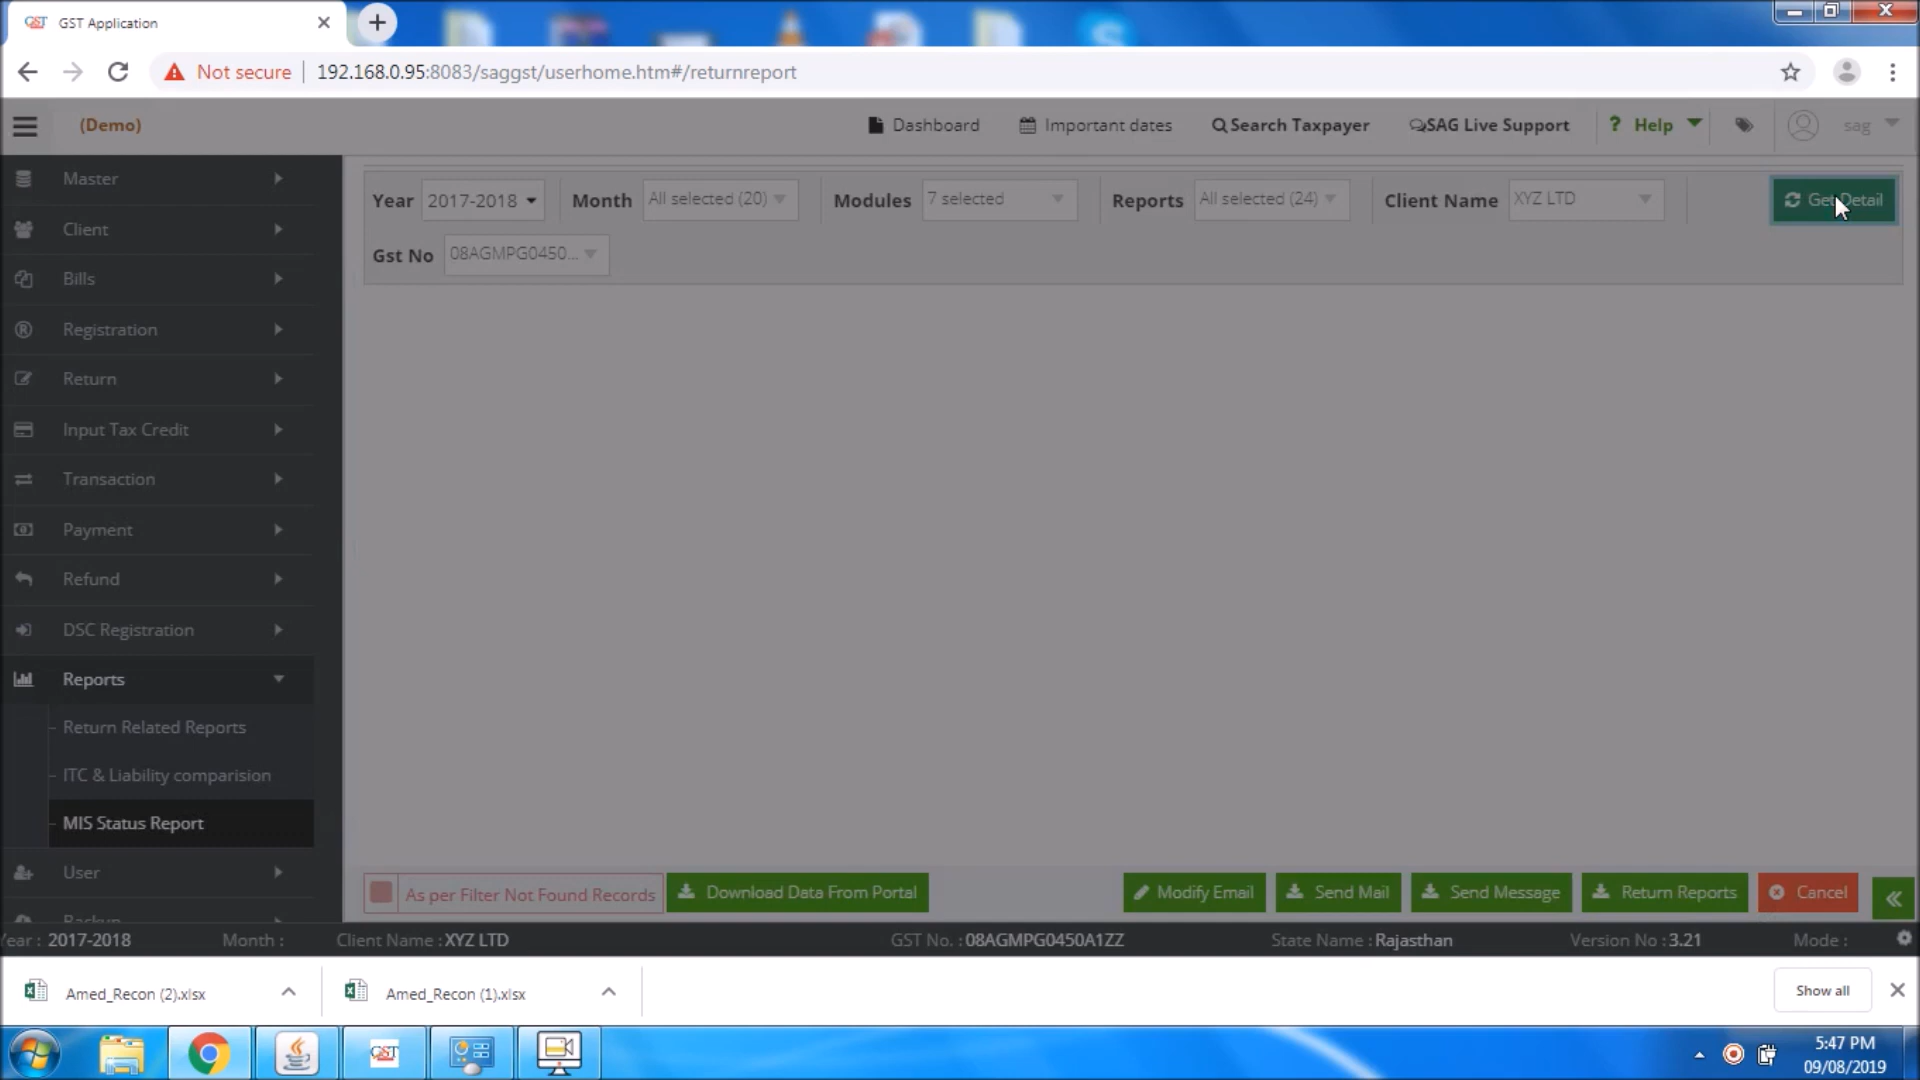 GST GST Application
Not secure 192.168.0.95:8083/saggst/userhome.htm#/returnreport
(Demo) Dashboard Important dates Search Taxpayer SAG Live Support ? Help sag
Master
Client
Bills
Registration
Return
Input Tax Credit
Transaction
Payment
Refund
DSC Registration
Reports
Return Related Reports
ITC & Liability comparision
MIS Status Report
User
Year 2017-2018 Month All selected (20) Modules 7 selected Reports All selected (24) Client Name XYZ LTD Get Detail
Gst No 08AGMPG0450...
As per Filter Not Found Records Download Data From Portal Modify Email Send Mail Send Message Return Reports Cancel
ear : 2017-2018 Month : Client Name : XYZ LTD GST No. : 08AGMPG0450A1ZZ State Name : Rajasthan Version No : 3.21 Mode :
Amed_Recon (2).xlsx Amed_Recon (1).xlsx Show all
GST
5:47 PM
09/08/2019